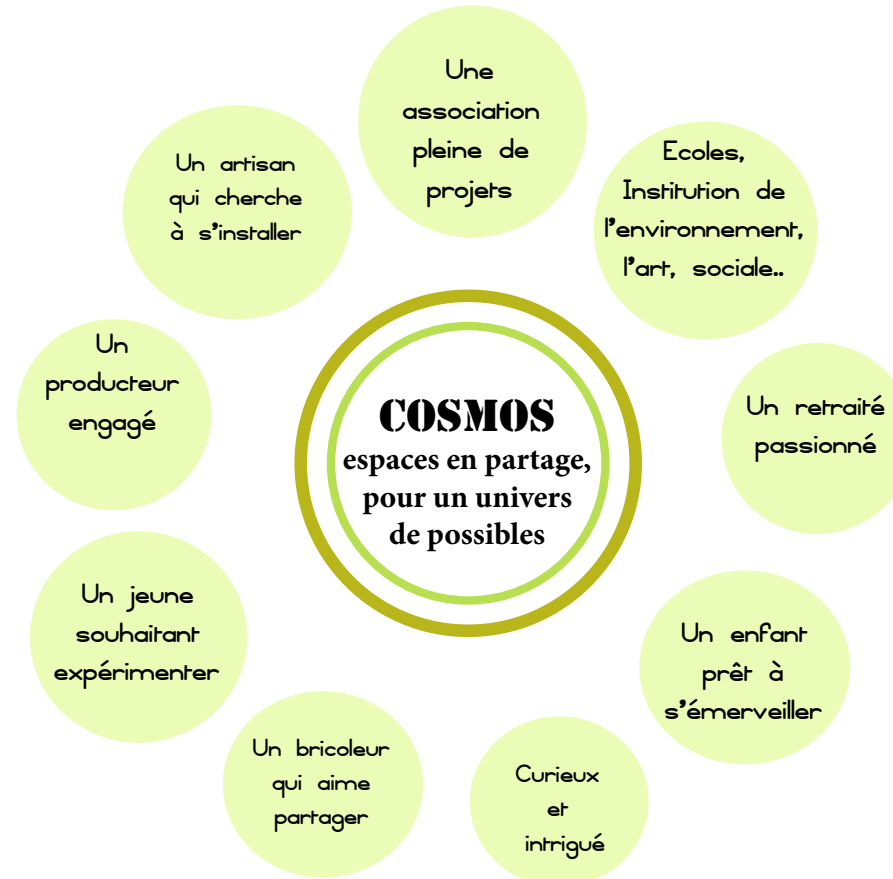 Une
association
pleine de
projets
Ecoles,
Institution de
l'environnement,
l'art, sociale..
Un retraité
passionné
Un enfant
prêt à
s'émerveiller
Curieux
et
intrigué
Un bricoleur
qui aime
partager
Un jeune
souhaitant
expérimenter
Un
producteur
engagé
Un artisan
qui cherche
à s'installer
COSMOS
espaces en partage,
pour un univers
de possibles